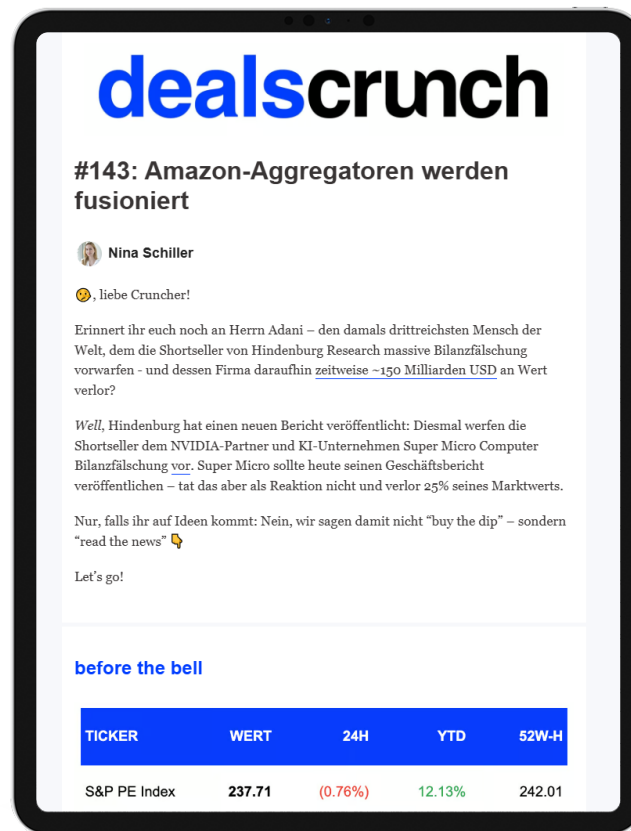 dealscrunch
#143: Amazon-Aggregatoren werden
fusioniert
Nina Schiller
🫤, liebe Cruncher!
Erinnert ihr euch noch an Herrn Adani – den damals drittreichsten Mensch der
Welt, dem die Shortseller von Hindenburg Research massive Bilanzfälschung
vorwarfen - und dessen Firma daraufhin zeitweise ~150 Milliarden USD an Wert
verlor?
Well, Hindenburg hat einen neuen Bericht veröffentlicht: Diesmal werfen die
Shortseller dem NVIDIA-Partner und KI-Unternehmen Super Micro Computer
Bilanzfälschung vor. Super Micro sollte heute seinen Geschäftsbericht
veröffentlichen – tat das aber als Reaktion nicht und verlor 25% seines Marktwerts.
Nur, falls ihr auf Ideen kommt: Nein, wir sagen damit nicht “buy the dip” – sondern
“read the news” 👇
Let’s go!
before the bell
TICKER WERT 24H YTD 52W-H
S&P PE Index 237.71 (0.76%) 12.13% 242.01